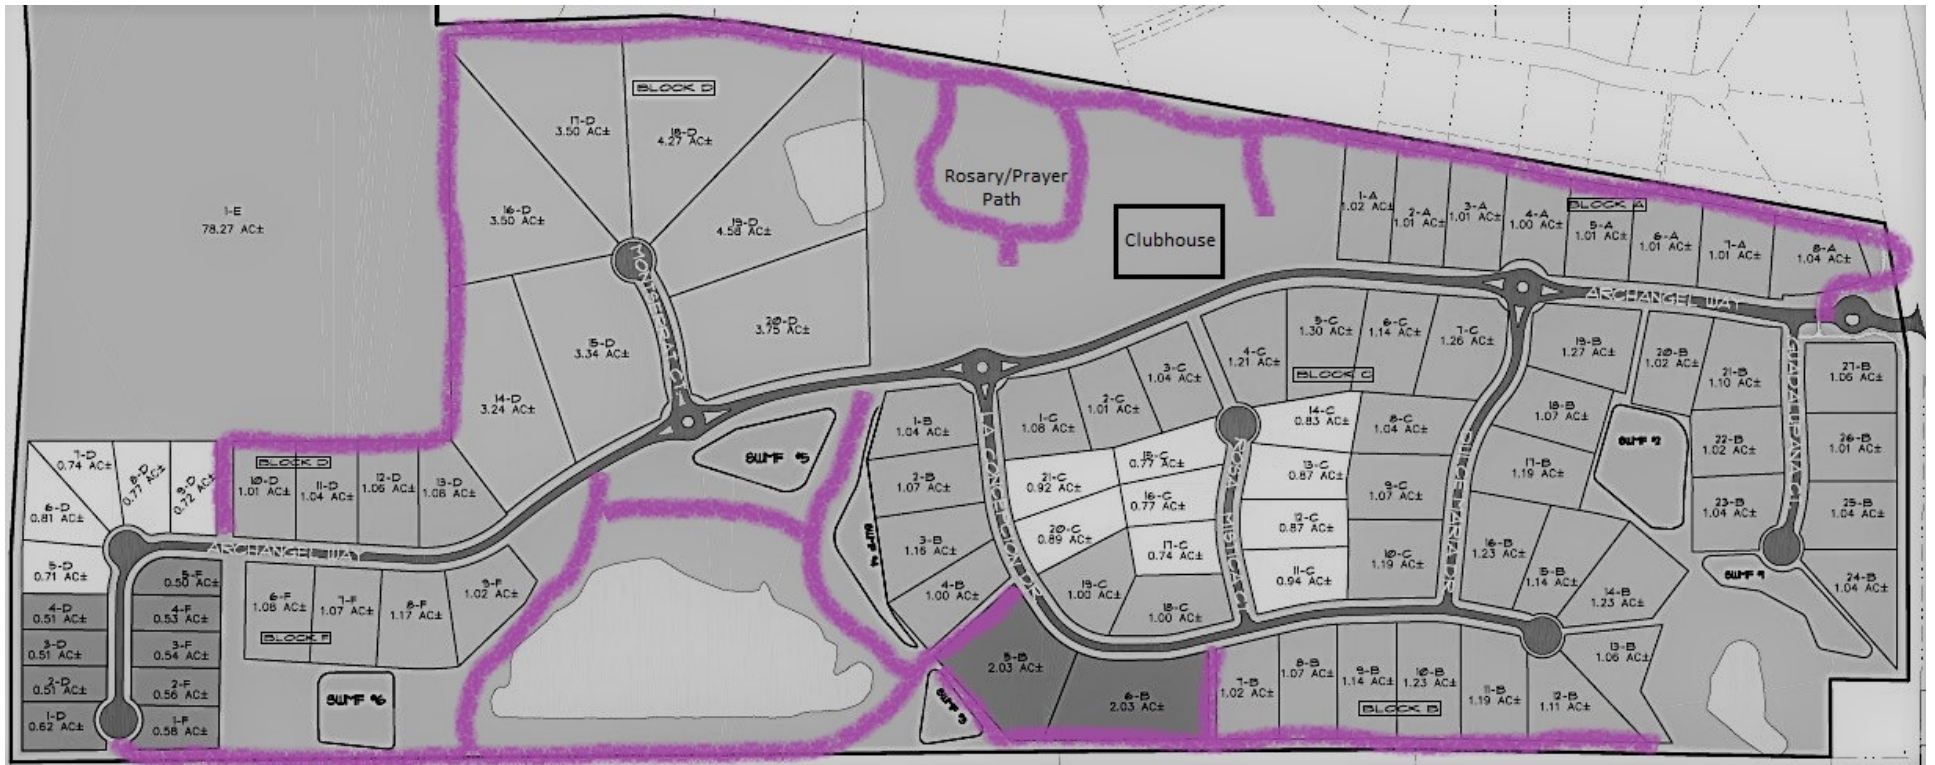 BLOCK D
17-D
3.50 AC±
18-D
4.27 AC±
1-E
78.27 AC±
16-D
3.50 AC±
19-D
4.58 AC±
Rosary/Prayer
Path
Clubhouse
1-A
1.02 AC±
2-A
1.01 AC±
3-A
1.01 AC±
4-A
1.00 AC±
BLOCK A
5-A
1.01 AC±
6-A
1.01 AC±
7-A
1.01 AC±
8-A
1.04 AC±
MONTSERRAT CT
15-D
3.34 AC±
20-D
3.75 AC±
14-D
3.24 AC±
ARCHANGEL WAY
4-C
1.21 AC±
5-C
1.30 AC±
6-C
1.14 AC±
7-C
1.26 AC±
BLOCK C
3-C
1.04 AC±
2-C
1.01 AC±
1-C
1.08 AC±
19-B
1.27 AC±
20-B
1.02 AC±
21-B
1.10 AC±
27-B
1.06 AC±
GUADALUPANA CT
1-B
1.04 AC±
2-B
1.07 AC±
3-B
1.16 AC±
4-B
1.00 AC±
SWMF #5
SWMF #4
14-C
0.83 AC±
8-C
1.04 AC±
18-B
1.07 AC±
SWMF #2
22-B
1.02 AC±
26-B
1.01 AC±
15-C
0.77 AC±
21-C
0.92 AC±
16-C
0.77 AC±
20-C
0.89 AC±
17-C
0.74 AC±
13-C
0.87 AC±
12-C
0.87 AC±
11-C
0.94 AC±
9-C
1.07 AC±
10-C
1.19 AC±
17-B
1.19 AC±
23-B
1.04 AC±
25-B
1.04 AC±
16-B
1.23 AC±
15-B
1.14 AC±
14-B
1.23 AC±
SWMF #1
24-B
1.04 AC±
LA CONCEPCION DR
ROSA MISTICA CT
DULCE MARIA DR
19-C
1.00 AC±
18-C
1.00 AC±
7-D
0.74 AC±
8-D
0.77 AC±
9-D
0.72 AC±
BLOCK D
10-D
1.01 AC±
11-D
1.04 AC±
12-D
1.06 AC±
13-D
1.08 AC±
6-D
0.81 AC±
5-D
0.71 AC±
4-D
0.51 AC±
3-D
0.51 AC±
2-D
0.51 AC±
1-D
0.62 AC±
ARCHANGEL WAY
5-F
0.50 AC±
4-F
0.53 AC±
3-F
0.54 AC±
2-F
0.56 AC±
1-F
0.58 AC±
6-F
1.08 AC±
7-F
1.07 AC±
8-F
1.17 AC±
9-F
1.02 AC±
BLOCK F
SWMF #6
SWMF #3
5-B
2.03 AC±
6-B
2.03 AC±
7-B
1.02 AC±
8-B
1.07 AC±
9-B
1.14 AC±
10-B
1.23 AC±
BLOCK B
11-B
1.19 AC±
12-B
1.11 AC±
13-B
1.06 AC±